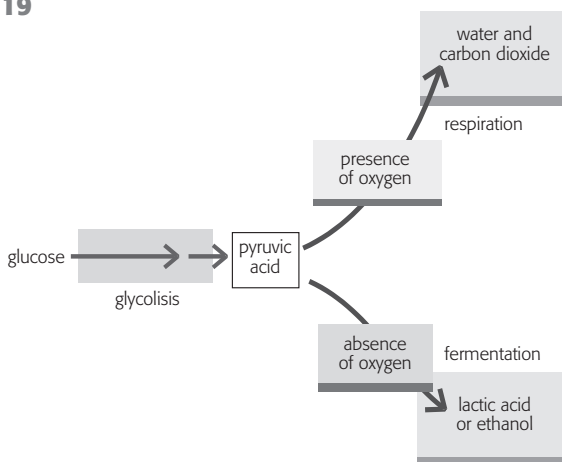 19
water and
carbon dioxide
respiration
presence
of oxygen
glucose
pyruvic
acid
glycolisis
absence
of oxygen
fermentation
lactic acid
or ethanol